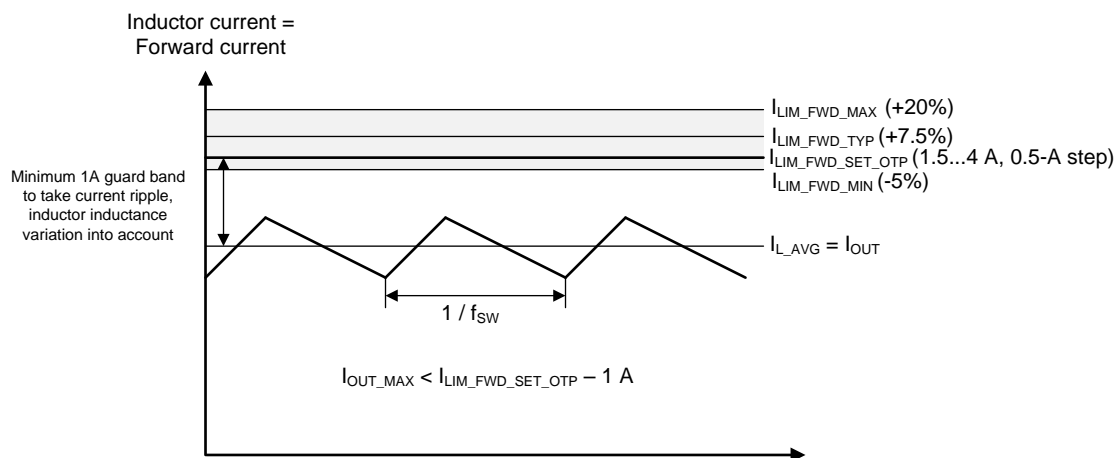 Inductor current =
Forward current
I_LIM_FWD_MAX (+20%)
I_LIM_FWD_TYP (+7.5%)
I_LIM_FWD_SET_OTP (1.5...4 A, 0.5-A step)
I_LIM_FWD_MIN (-5%)
Minimum 1A guard band
to take current ripple,
inductor inductance
variation into account
I_L_AVG = I_OUT
1 / f_SW
I_OUT_MAX < I_LIM_FWD_SET_OTP – 1 A